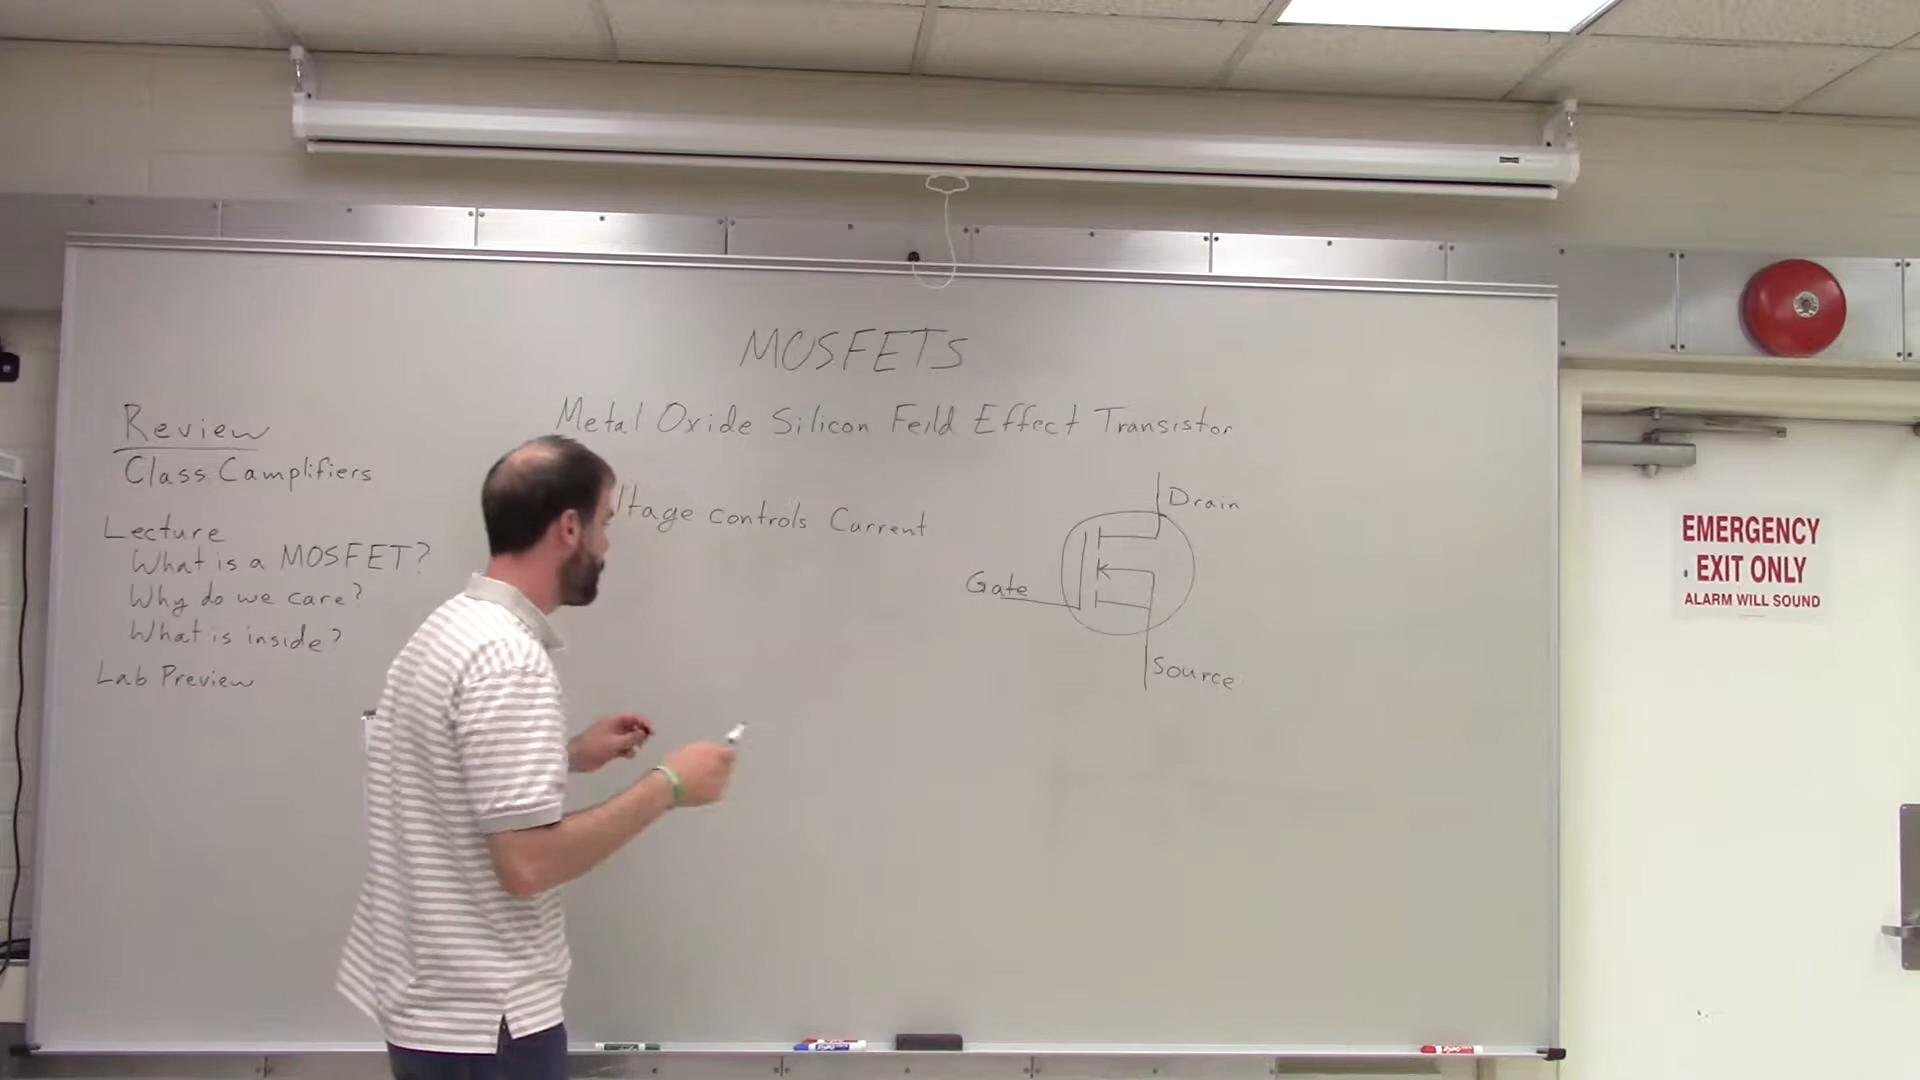 MOSFETS
Metal Oxide Silicon Feild Effect Transistor
ltage controls Current
Review
Class C amplifiers
Lecture
What is a MOSFET?
Why do we care?
What is inside?
Lab Preview
Drain
Gate
Source
EMERGENCY
EXIT ONLY
ALARM WILL SOUND